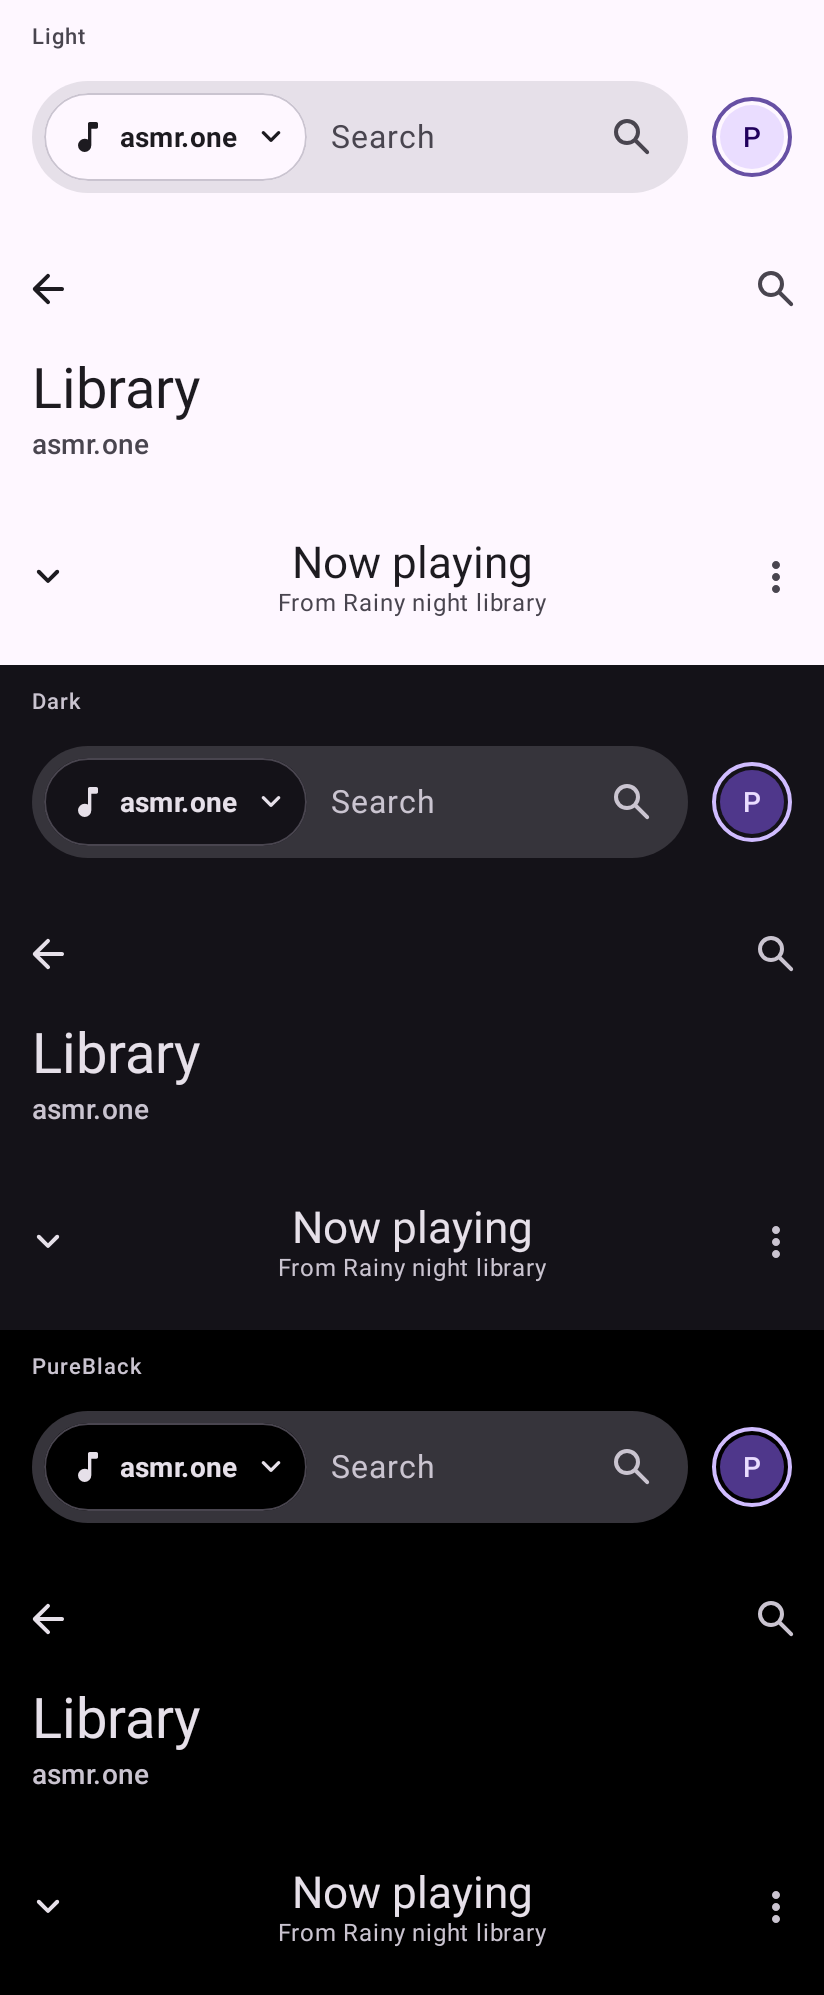 Light
asmr.one Search P
Library
asmr.one
Now playing
From Rainy night library
Dark
asmr.one Search P
Library
asmr.one
Now playing
From Rainy night library
PureBlack
asmr.one Search P
Library
asmr.one
Now playing
From Rainy night library